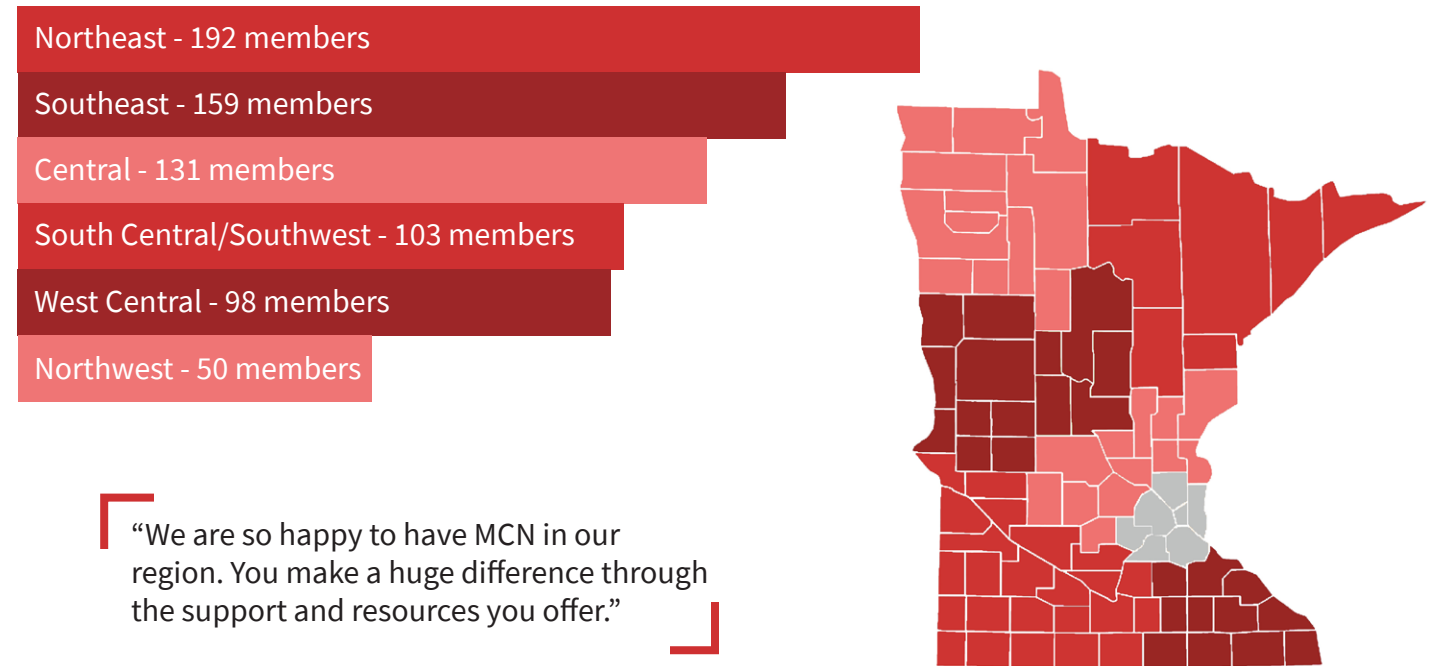 Northeast - 192 members
Southeast - 159 members
Central - 131 members
South Central/Southwest - 103 members
West Central - 98 members
Northwest - 50 members
“We are so happy to have MCN in our
region. You make a huge difference through
the support and resources you offer.”